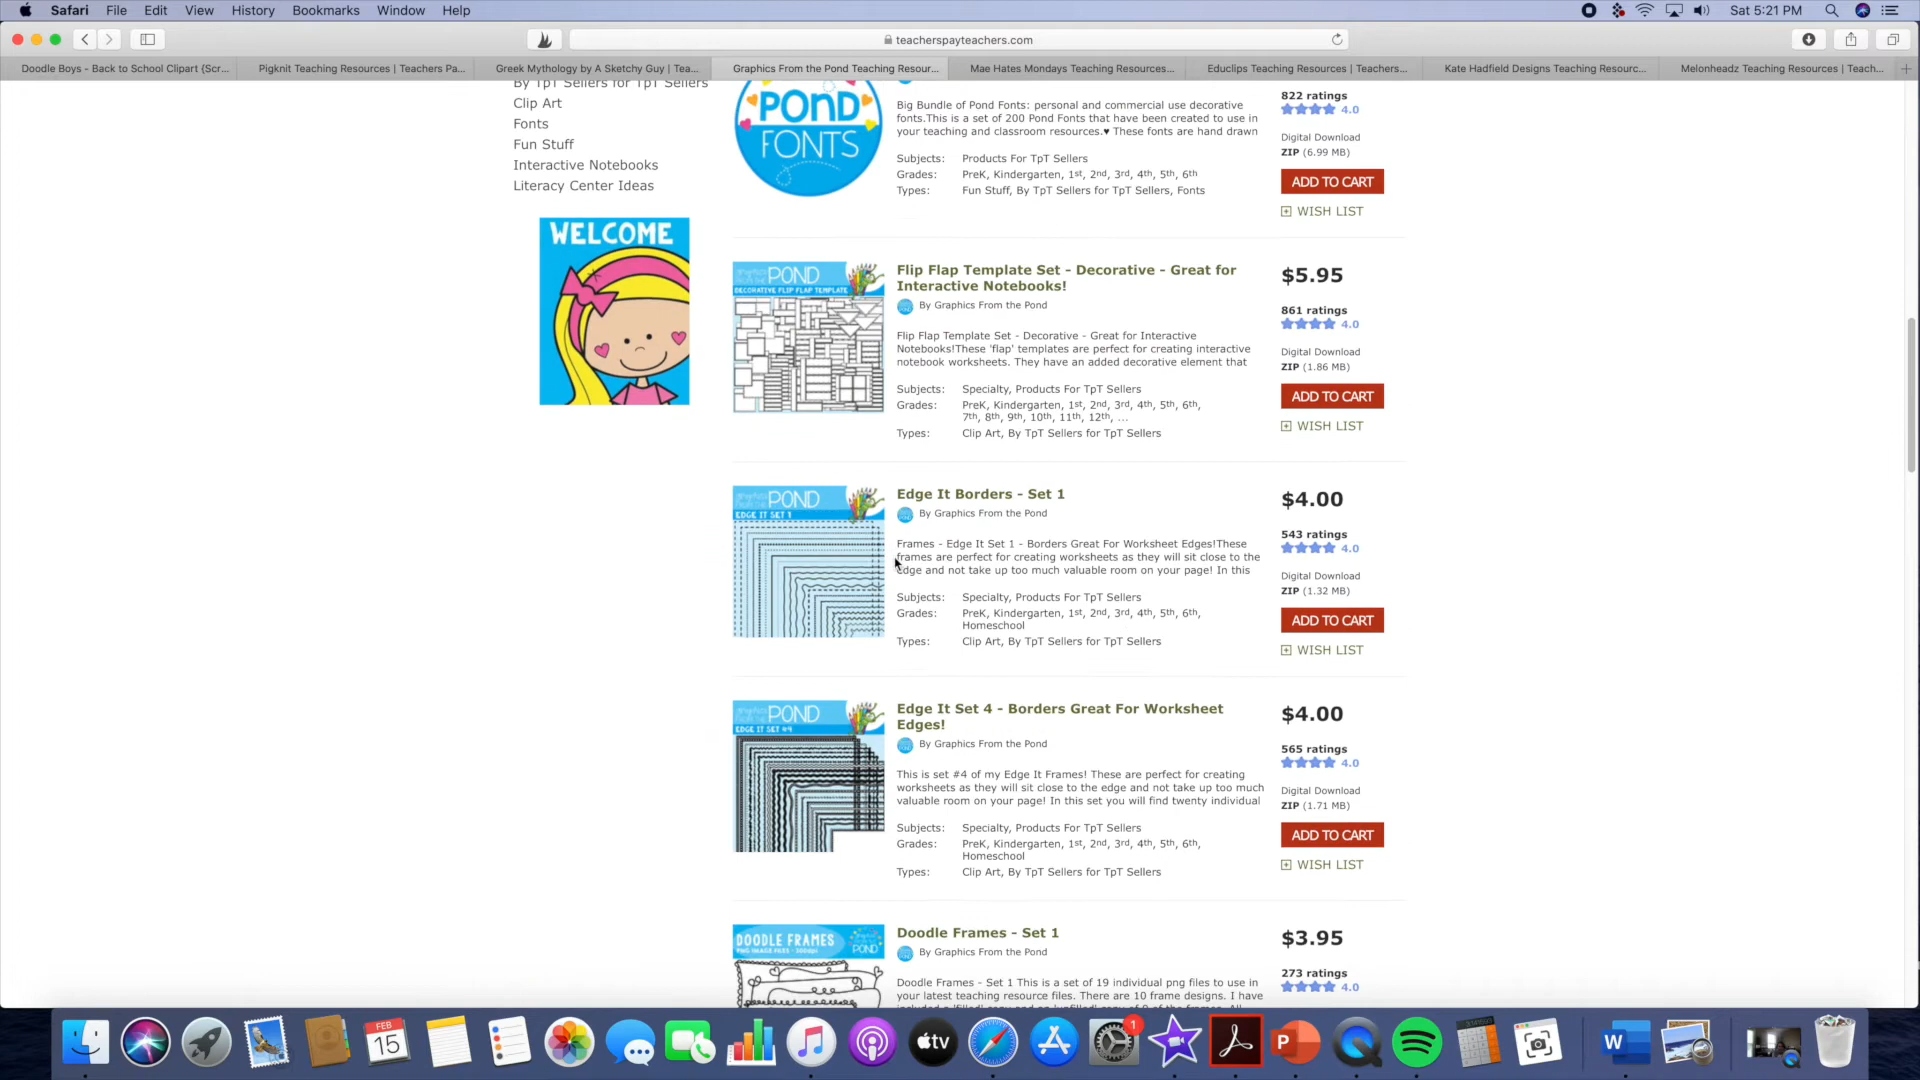 Safari File Edit View History Bookmarks Window Help Sat 5:21 PM
teacherspayteachers.com
Doodle Boys - Back to School Clipart {Scr... Pigknit Teaching Resources | Teachers Pa... Greek Mythology by A Sketchy Guy | Tea... Graphics From the Pond Teaching Resour... Mae Hates Mondays Teaching Resources... Educlips Teaching Resources | Teachers... Kate Hadfield Designs Teaching Resourc... Melonheadz Teaching Resources | Teach...
By TpT Sellers for TpT Sellers
Clip Art
Fonts
Fun Stuff
Interactive Notebooks
Literacy Center Ideas
WELCOME
POND
FONTS
Big Bundle of Pond Fonts: personal and commercial use decorative
fonts.This is a set of 200 Pond Fonts that have been created to use in
your teaching and classroom resources.♥ These fonts are hand drawn
Subjects: Products For TpT Sellers
Grades: PreK, Kindergarten, 1st, 2nd, 3rd, 4th, 5th, 6th
Types: Fun Stuff, By TpT Sellers for TpT Sellers, Fonts
822 ratings
4.0
Digital Download
ZIP (6.99 MB)
ADD TO CART
WISH LIST
POND
DECORATIVE FLIP FLAP TEMPLATE
Flip Flap Template Set - Decorative - Great for
Interactive Notebooks!
By Graphics From the Pond
Flip Flap Template Set - Decorative - Great for Interactive
Notebooks!These 'flap' templates are perfect for creating interactive
notebook worksheets. They have an added decorative element that
Subjects: Specialty, Products For TpT Sellers
Grades: PreK, Kindergarten, 1st, 2nd, 3rd, 4th, 5th, 6th,
7th, 8th, 9th, 10th, 11th, 12th, ...
Types: Clip Art, By TpT Sellers for TpT Sellers
$5.95
861 ratings
4.0
Digital Download
ZIP (1.86 MB)
ADD TO CART
WISH LIST
POND
EDGE IT SET 1
Edge It Borders - Set 1
By Graphics From the Pond
Frames - Edge It Set 1 - Borders Great For Worksheet Edges!These
frames are perfect for creating worksheets as they will sit close to the
edge and not take up too much valuable room on your page! In this
Subjects: Specialty, Products For TpT Sellers
Grades: PreK, Kindergarten, 1st, 2nd, 3rd, 4th, 5th, 6th,
Homeschool
Types: Clip Art, By TpT Sellers for TpT Sellers
$4.00
543 ratings
4.0
Digital Download
ZIP (1.32 MB)
ADD TO CART
WISH LIST
POND
EDGE IT SET #4
Edge It Set 4 - Borders Great For Worksheet
Edges!
By Graphics From the Pond
This is set #4 of my Edge It Frames! These are perfect for creating
worksheets as they will sit close to the edge and not take up too much
valuable room on your page! In this set you will find twenty individual
Subjects: Specialty, Products For TpT Sellers
Grades: PreK, Kindergarten, 1st, 2nd, 3rd, 4th, 5th, 6th,
Homeschool
Types: Clip Art, By TpT Sellers for TpT Sellers
$4.00
565 ratings
4.0
Digital Download
ZIP (1.71 MB)
ADD TO CART
WISH LIST
DOODLE FRAMES
POND
Doodle Frames - Set 1
By Graphics From the Pond
Doodle Frames - Set 1 This is a set of 19 individual png files to use in
your latest teaching resource files. There are 10 frame designs. I have
$3.95
273 ratings
4.0
FEB
15
tv
1
P
W